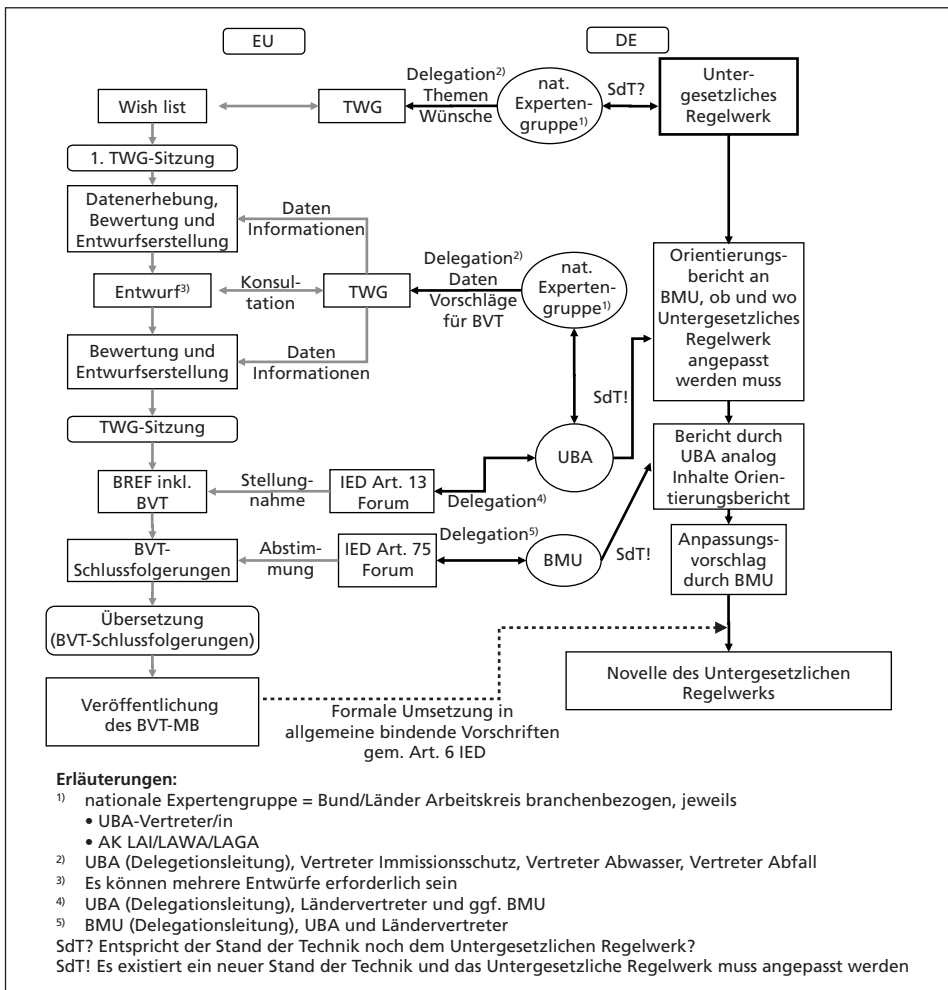 EU
DE
Wish list
TWG
Delegation2)
Themen
Wünsche
nat.
Experten-
gruppe1)
SdT?
Unter-
gesetzliches
Regelwerk
1. TWG-Sitzung
Datenerhebung,
Bewertung und
Entwurfserstellung
Daten
Informationen
Entwurf3)
Konsul-
tation
TWG
Delegation2)
Daten
Vorschläge
für BVT
nat.
Experten-
gruppe1)
Orientierungs-
bericht an
BMU, ob und wo
Untergesetzliches
Regelwerk
angepasst
werden muss
Bewertung und
Entwurfserstellung
Daten
Informationen
SdT!
TWG-Sitzung
UBA
Bericht durch
UBA analog
Inhalte Orien-
tierungsbericht
BREF inkl.
BVT
Stellung-
nahme
IED Art. 13
Forum
Delegation4)
BVT-
Schlussfolgerungen
Abstim-
mung
IED Art. 75
Forum
Delegation5)
BMU
SdT!
Anpassungs-
vorschlag
durch BMU
Übersetzung
(BVT-Schlussfolgerungen)
Veröffentlichung
des BVT-MB
Formale Umsetzung in
allgemeine bindende Vorschriften
gem. Art. 6 IED
Novelle des Untergesetzlichen
Regelwerks
Erläuterungen:
1) nationale Expertengruppe = Bund/Länder Arbeitskreis branchenbezogen, jeweils
• UBA-Vertreter/in
• AK LAI/LAWA/LAGA
2) UBA (Delegetionsleitung), Vertreter Immissionsschutz, Vertreter Abwasser, Vertreter Abfall
3) Es können mehrere Entwürfe erforderlich sein
4) UBA (Delegetionsleitung), Ländervertreter und ggf. BMU
5) BMU (Delegetionsleitung), UBA und Ländervertreter
SdT? Entspricht der Stand der Technik noch dem Untergesetzlichen Regelwerk?
SdT! Es existiert ein neuer Stand der Technik und das Untergesetzliche Regelwerk muss angepasst werden